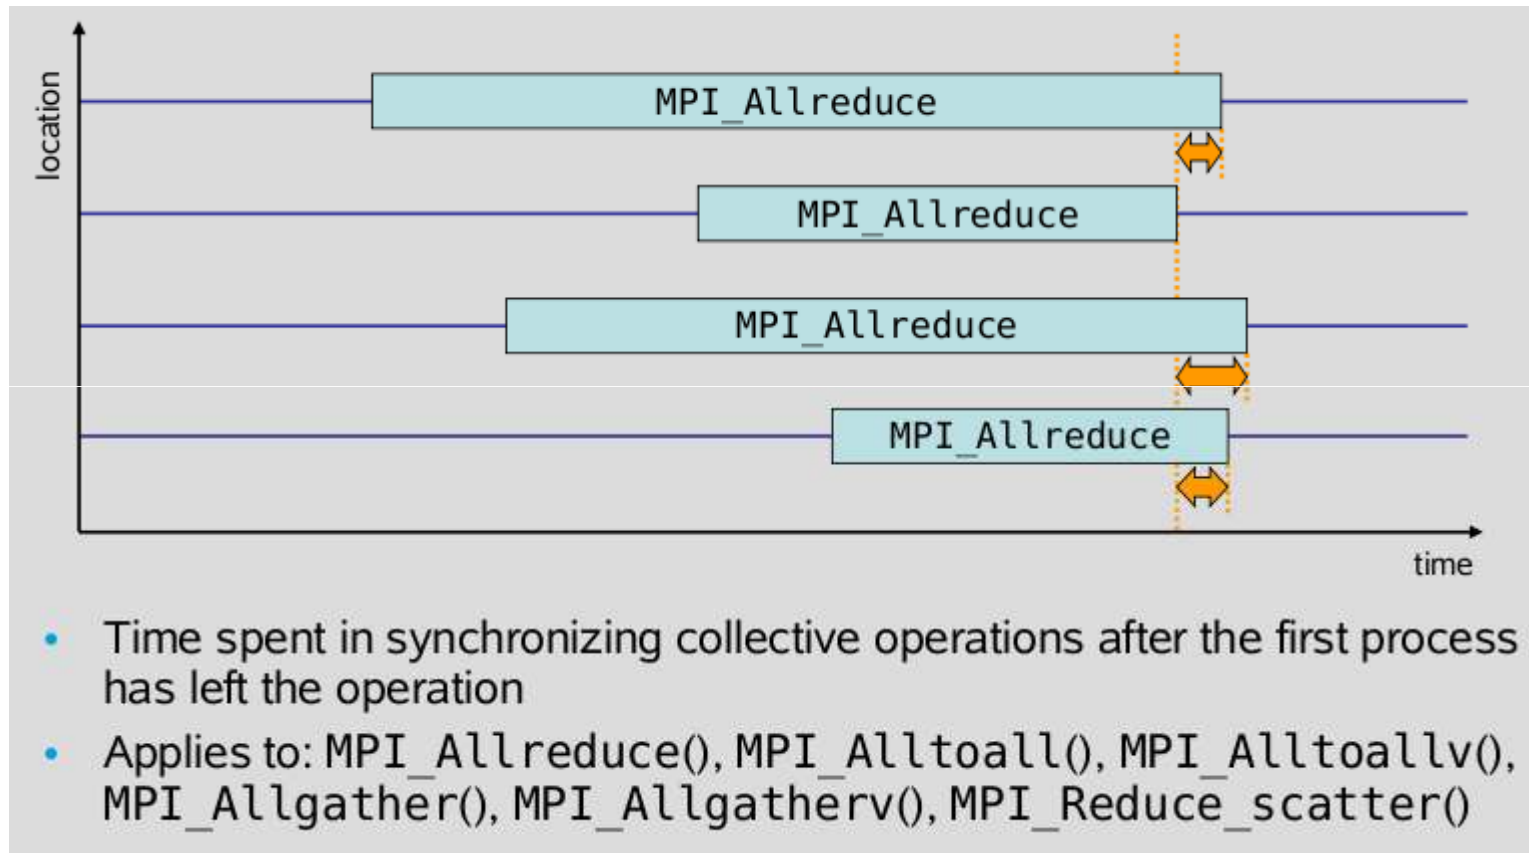 location
MPI_Allreduce
MPI_Allreduce
MPI_Allreduce
MPI_Allreduce
time
• Time spent in synchronizing collective operations after the first process
has left the operation
• Applies to: MPI_Allreduce(), MPI_Alltoall(), MPI_Alltoallv(),
MPI_Allgather(), MPI_Allgatherv(), MPI_Reduce_scatter()